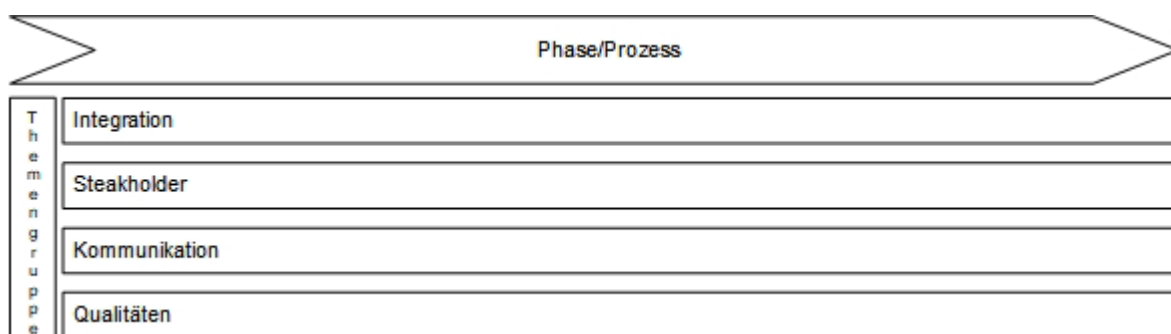 Phase/Prozess
Themengruppe
Integration
Steakholder
Kommunikation
Qualitäten